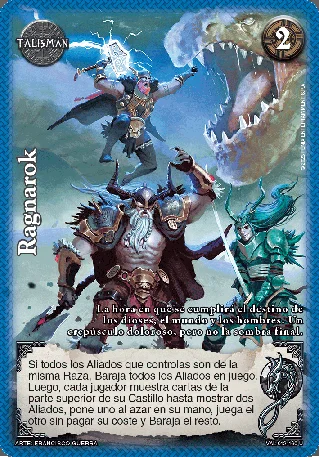 TALISMAN
2
Ragnarok
La hora en que se cumplirá el destino de
los dioses, el mundo y los hombres. Un
crepúsculo doloroso, pero no la sombra final.
Si todos los Aliados que controlas son de la
misma Raza, Baraja todos los Aliados en juego
Luego, cada jugador muestra cartas de la
parte superior de su Castillo hasta mostrar dos
Aliados, pone uno al azar en su mano, juega el
otro sin pagar su coste y Baraja el resto.
ARTE: FRANCISCO GUERRA